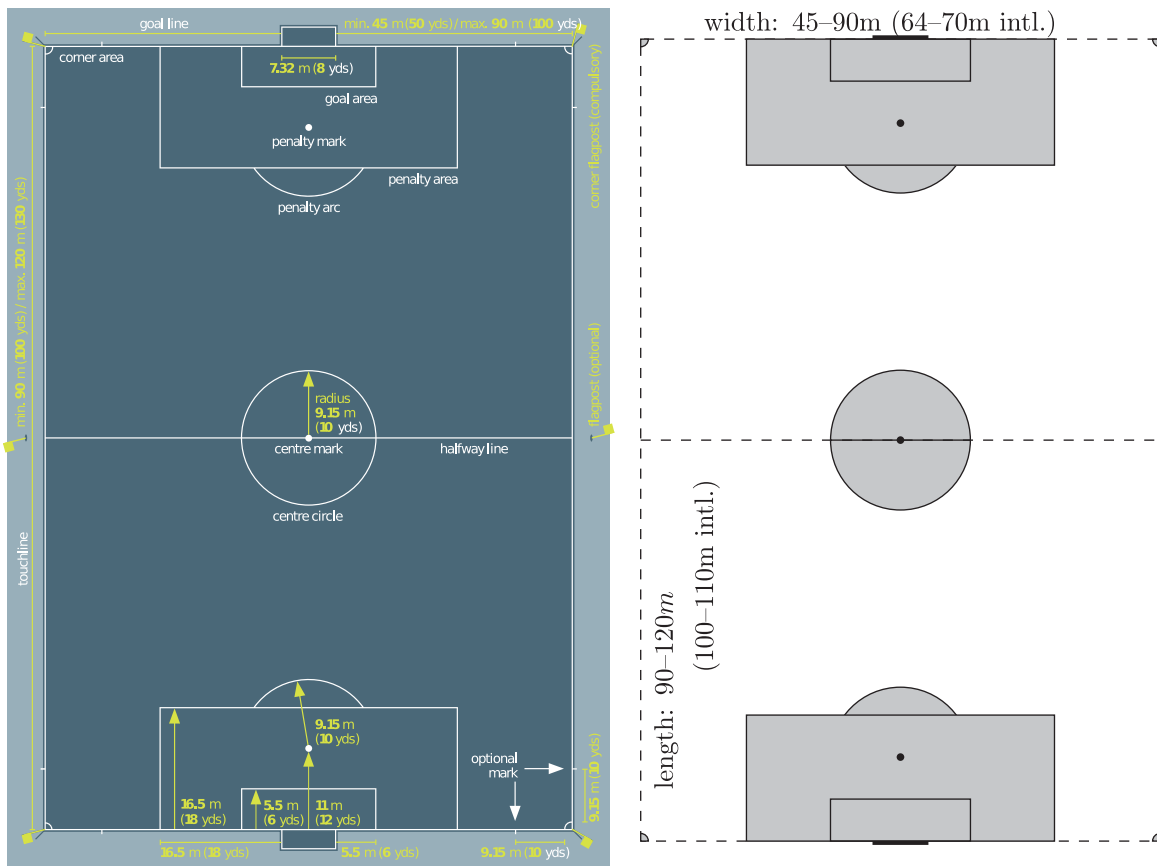 goal line
min. 45 m (50 yds)/max. 90 m (100 yds)
corner area
7.32 m (8 yds)
goal area
penalty mark
penalty area
penalty arc
corner flagpost (compulsory)
min. 90 m (100 yds) / max. 120 m (130 yds)
radius
9.15 m
(10 yds)
flagpost (optional)
centre mark
halfway line
centre circle
touchline
9.15 m
(10 yds)
optional
mark
9.15 m (10 yds)
16.5 m
(18 yds)
5.5 m
(6 yds)
11 m
(12 yds)
16.5 m (18 yds)
5.5 m (6 yds)
9.15 m (10 yds)
width: 45–90m (64–70m intl.)
length: 90–120m
(100–110m intl.)